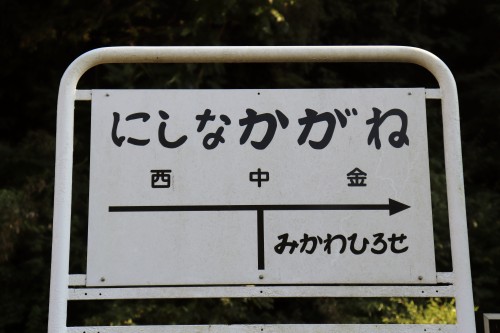 にしなかがね
西中金
みかわひろせ